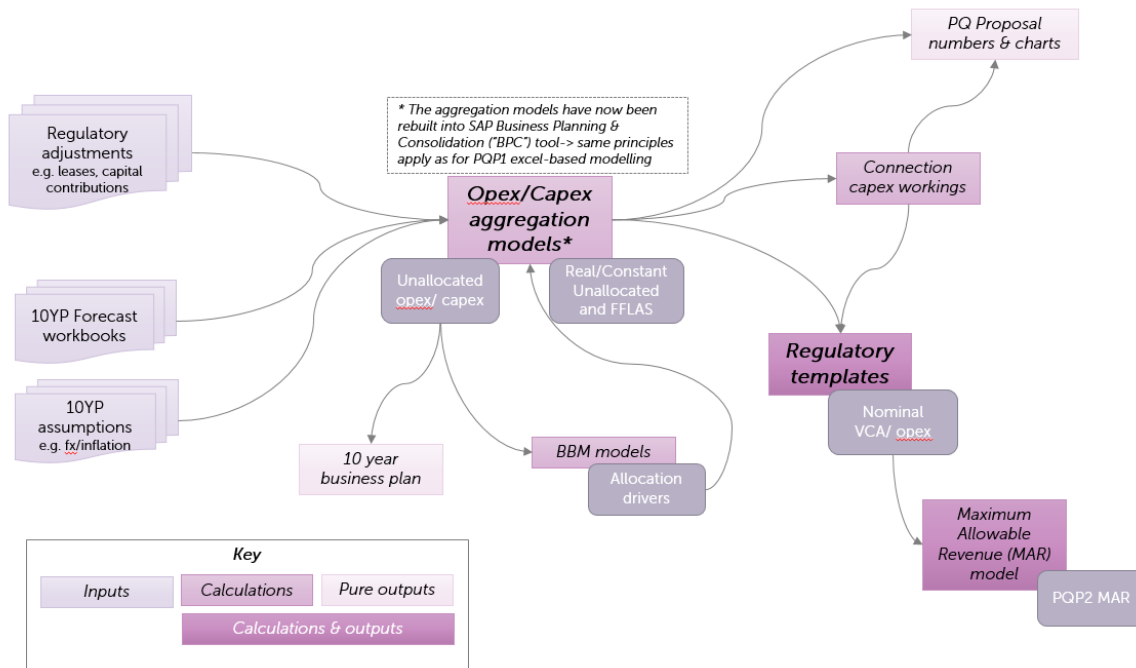 PQ Proposal
numbers & charts
* The aggregation models have now been
rebuilt into SAP Business Planning &
Consolidation ("BPC") tool-> same principles
apply as for PQP1 excel-based modelling
Regulatory
adjustments
e.g. leases, capital
contributions
Connection
capex workings
Opex/Capex
aggregation
models*
Unallocated
opex/ capex
Real/Constant
Unallocated
and FFLAS
10YP Forecast
workbooks
Regulatory
templates
Nominal
VCA/ opex
10YP
assumptions
e.g. fx/inflation
10 year
business plan
BBM models
Allocation
drivers
Maximum
Allowable
Revenue (MAR)
model
PQP2 MAR
Key
Inputs
Calculations
Pure outputs
Calculations & outputs